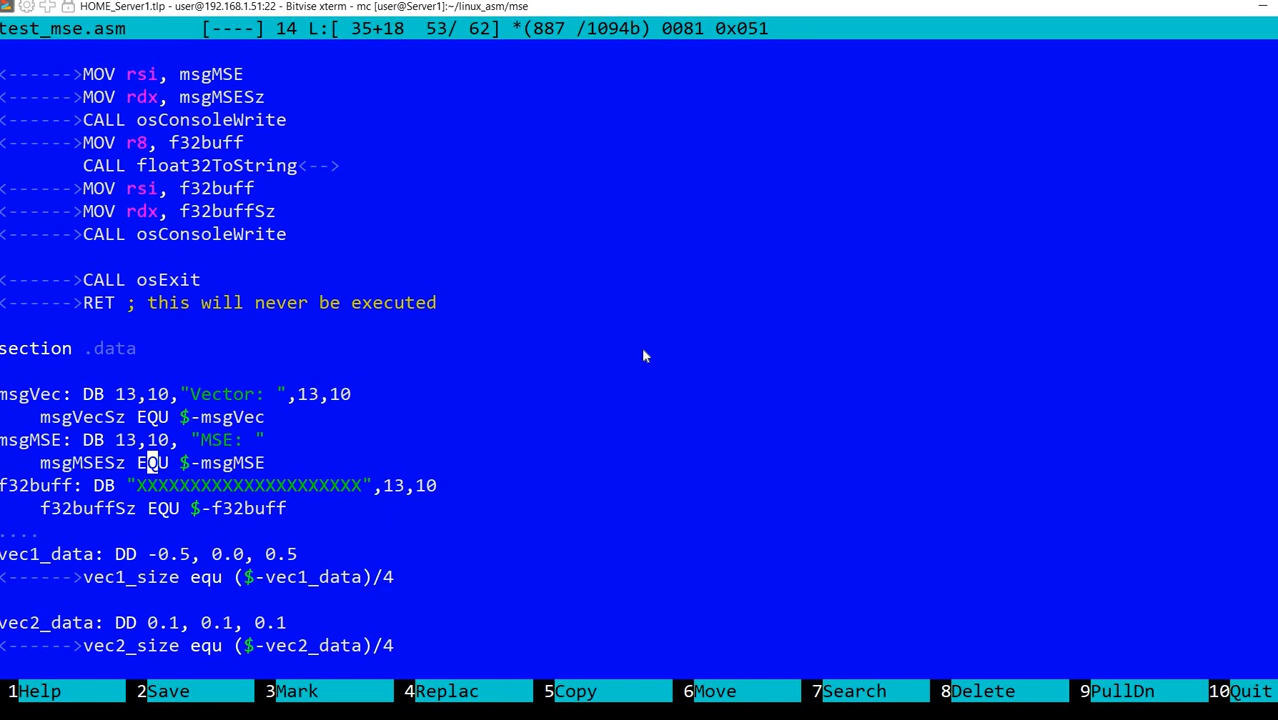 HOME_Server1.tlp - user@192.168.1.51:22 - Bitvise xterm - mc [user@Server1]:~/linux_asm/mse
test_mse.asm [----] 14 L:[ 35+18 53/ 62] *(887 /1094b) 0081 0x051
<------>MOV rsi, msgMSE
<------>MOV rdx, msgMSESz
<------>CALL osConsoleWrite
<------>MOV r8, f32buff
CALL float32ToString<-->
<------>MOV rsi, f32buff
<------>MOV rdx, f32buffSz
<------>CALL osConsoleWrite
<------>CALL osExit
<------>RET ; this will never be executed
section .data
msgVec: DB 13,10,"Vector: ",13,10
msgVecSz EQU $-msgVec
msgMSE: DB 13,10, "MSE: "
msgMSESz EQU $-msgMSE
f32buff: DB "XXXXXXXXXXXXXXXXXXXXX",13,10
f32buffSz EQU $-f32buff
....
vec1_data: DD -0.5, 0.0, 0.5
<------>vec1_size equ ($-vec1_data)/4
vec2_data: DD 0.1, 0.1, 0.1
<------>vec2_size equ ($-vec2_data)/4
1Help 2Save 3Mark 4Replac 5Copy 6Move 7Search 8Delete 9PullDn 10Quit